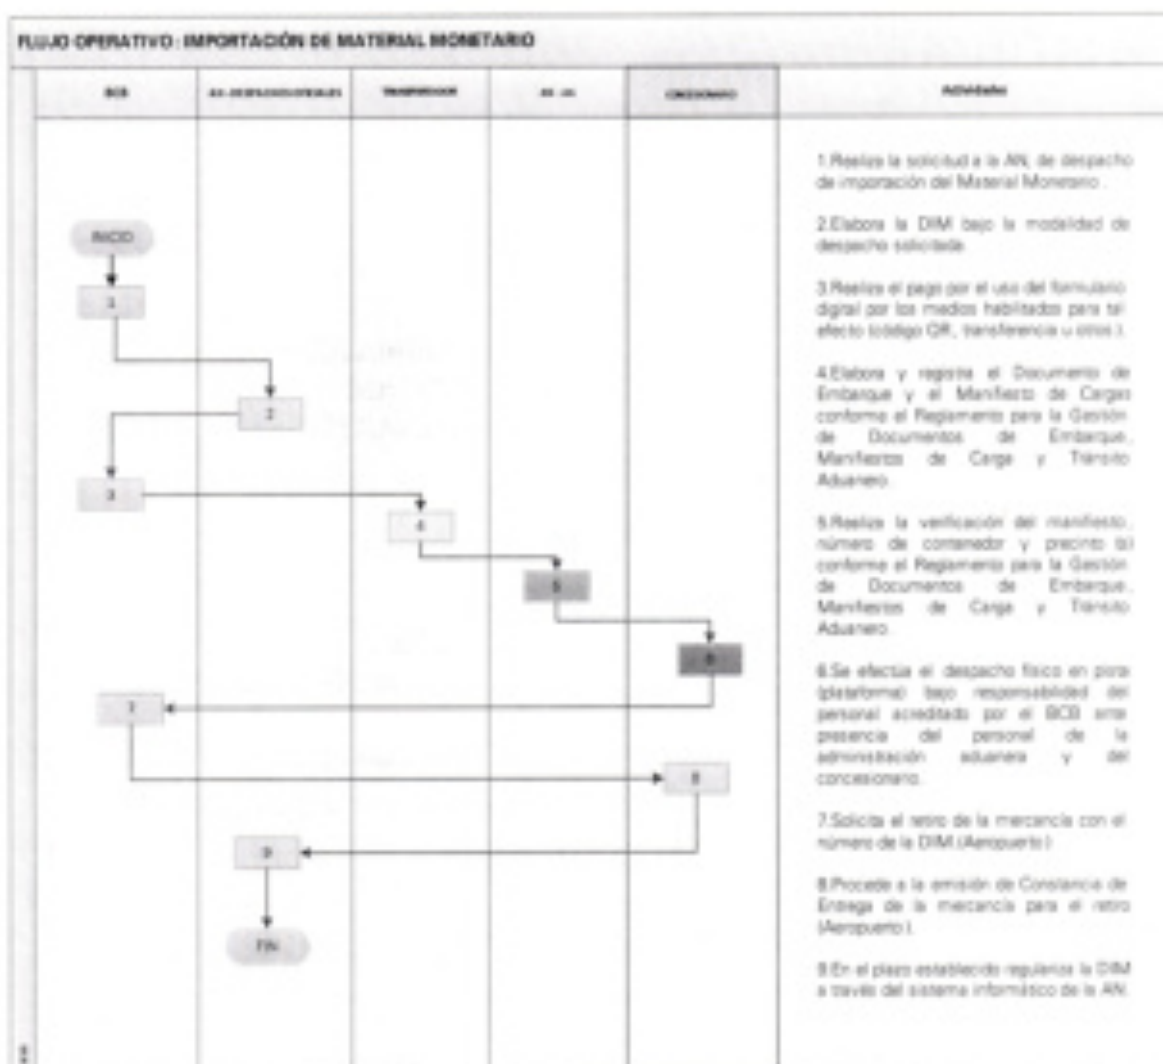 FLUJO OPERATIVO: IMPORTACIÓN DE MATERIAL MONETARIO
BCB
TRANSPORTADOR
CONCESIONARIO
Actividades
INICIO
1
2
3
4
5
6
7
8
9
FIN
1.Realiza la solicitud a la AN, de despacho
de importación del Material Monetario .
2.Elabora la DIM bajo la modalidad de
despacho solicitada.
3.Realiza el pago por el uso del formulario
digital por los medios habilitados para tal
efecto (código QR, transferencia u otros ).
4.Elabora y registra el Documento de
Embarque y el Manifiesto de Cargas
conforme el Reglamento para la Gestión
de Documentos de Embarque,
Manifiestos de Carga y Tránsito
Aduanero.
5.Realiza la verificación del manifiesto,
número de contenedor y precinto (s)
conforme el Reglamento para la Gestión
de Documentos de Embarque,
Manifiestos de Carga y Tránsito
Aduanero.
6.Se efectúa el despacho físico en pista
(plataforma) bajo responsabilidad del
personal acreditado por el BCB ante
presencia del personal de la
administración aduanera y del
concesionario.
7.Solicita el retiro de la mercancía con el
número de la DIM.(Aeropuerto)
8.Procede a la emisión de Constancia de
Entrega de la mercancía para el retiro
(Aeropuerto ).
9.En el plazo establecido regulariza la DIM
a través del sistema informático de la AN.